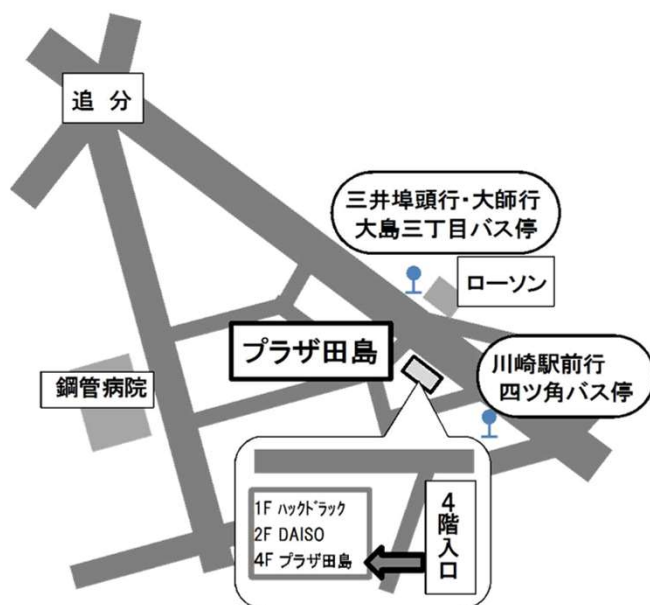 追 分
三井埠頭行・大師行
大島三丁目バス停
ローソン
プラザ田島
川崎駅前行
四ツ角バス停
鋼管病院
1F ハックドラック
2F DAISO
4F プラザ田島
4階入口